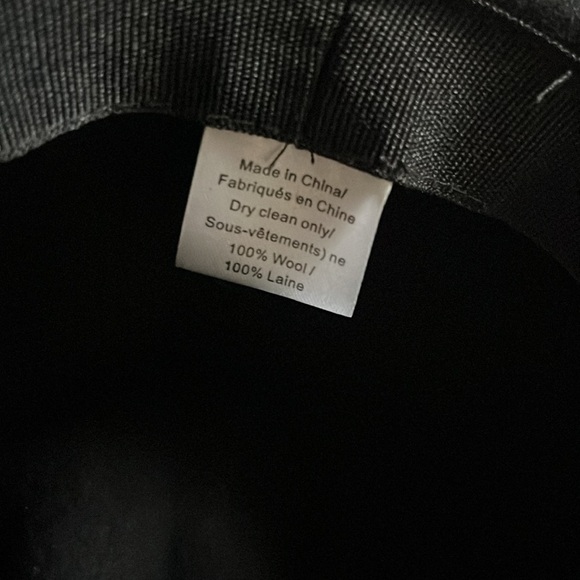 Made in China/
Fabriqués en Chine
Dry clean only/
Sous-vêtements) ne
100% Wool /
100% Laine